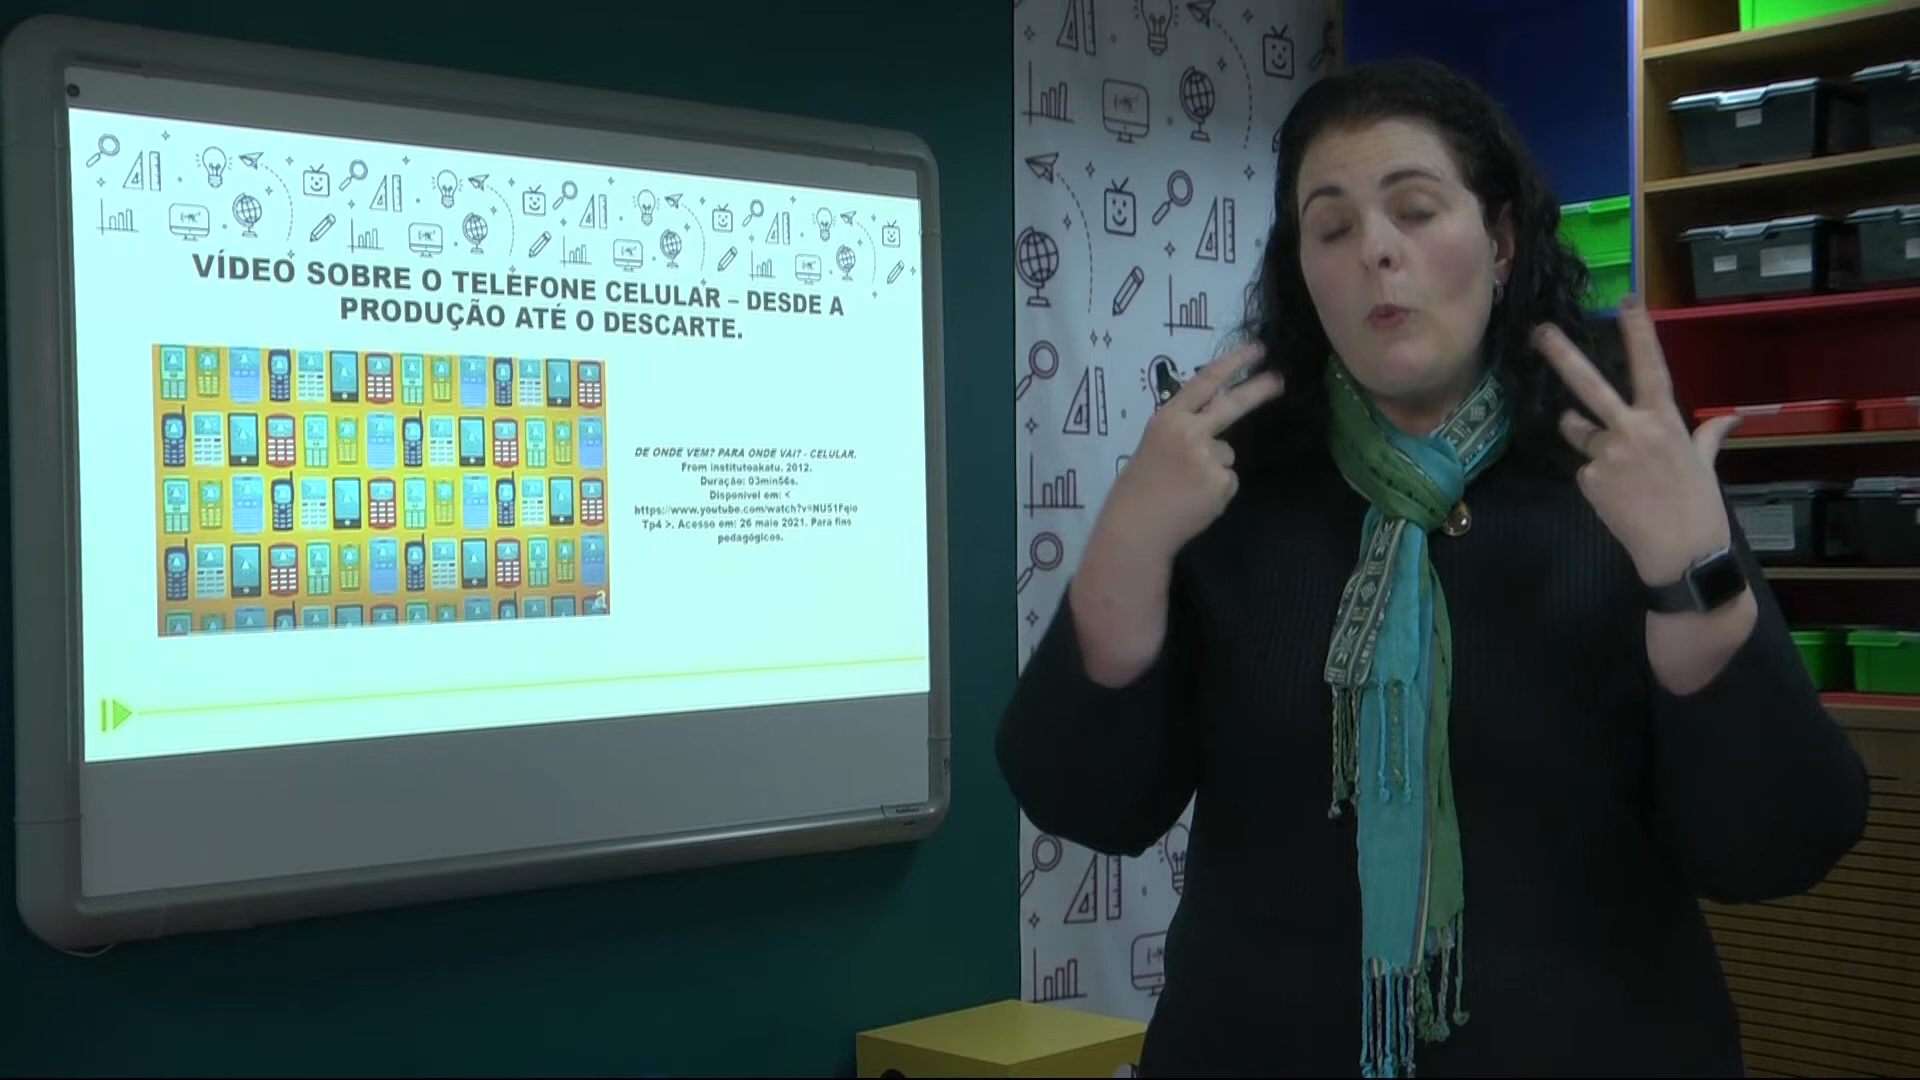 VÍDEO SOBRE O TELEFONE CELULAR – DESDE A
PRODUÇÃO ATÉ O DESCARTE.
DE ONDE VEM? PARA ONDE VAI? - CELULAR.
From institutoakatu. 2012.
Duração: 03min56s.
Disponível em: <
https://www.youtube.com/watch?v=NU51Fqio
Tp4 >. Acesso em: 26 maio 2021. Para fins
pedagógicos.